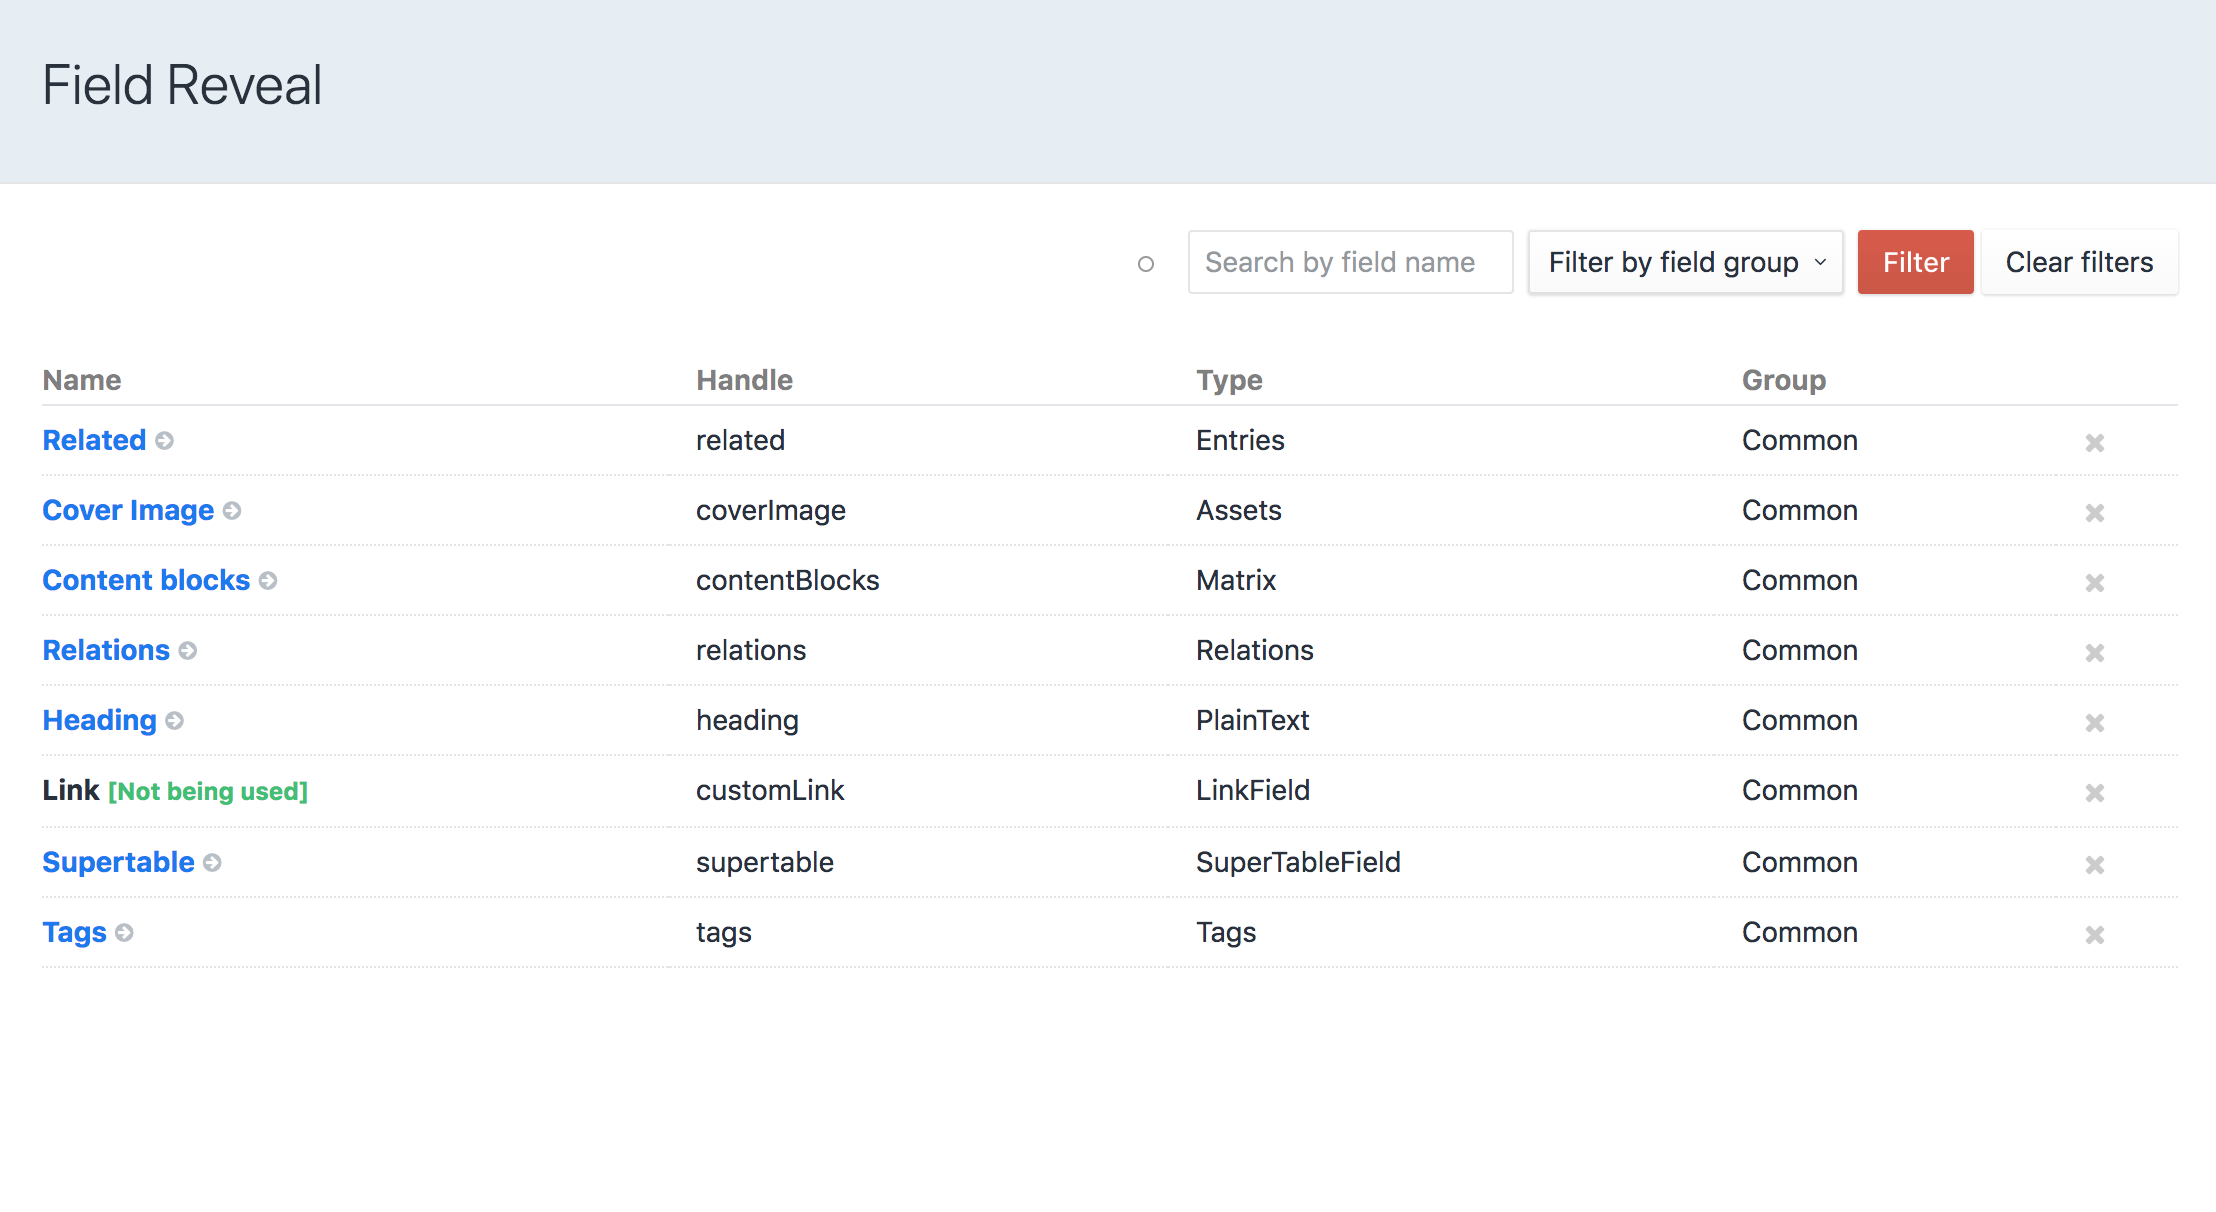 Field Reveal
Search by field name Filter by field group Filter Clear filters
Name Handle Type Group
Related related Entries Common
Cover Image coverImage Assets Common
Content blocks contentBlocks Matrix Common
Relations relations Relations Common
Heading heading PlainText Common
Link [Not being used] customLink LinkField Common
Supertable supertable SuperTableField Common
Tags tags Tags Common